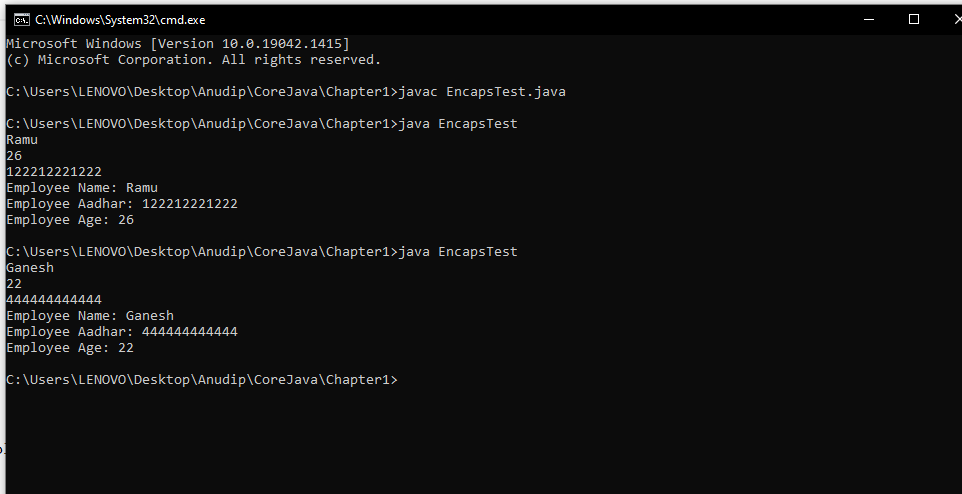 C:\Windows\System32\cmd.exe
Microsoft Windows [Version 10.0.19042.1415]
(c) Microsoft Corporation. All rights reserved.
C:\Users\LENOVO\Desktop\Anudip\CoreJava\Chapter1>javac EncapsTest.java
C:\Users\LENOVO\Desktop\Anudip\CoreJava\Chapter1>java EncapsTest
Ramu
26
122212221222
Employee Name: Ramu
Employee Aadhar: 122212221222
Employee Age: 26
C:\Users\LENOVO\Desktop\Anudip\CoreJava\Chapter1>java EncapsTest
Ganesh
22
444444444444
Employee Name: Ganesh
Employee Aadhar: 444444444444
Employee Age: 22
C:\Users\LENOVO\Desktop\Anudip\CoreJava\Chapter1>